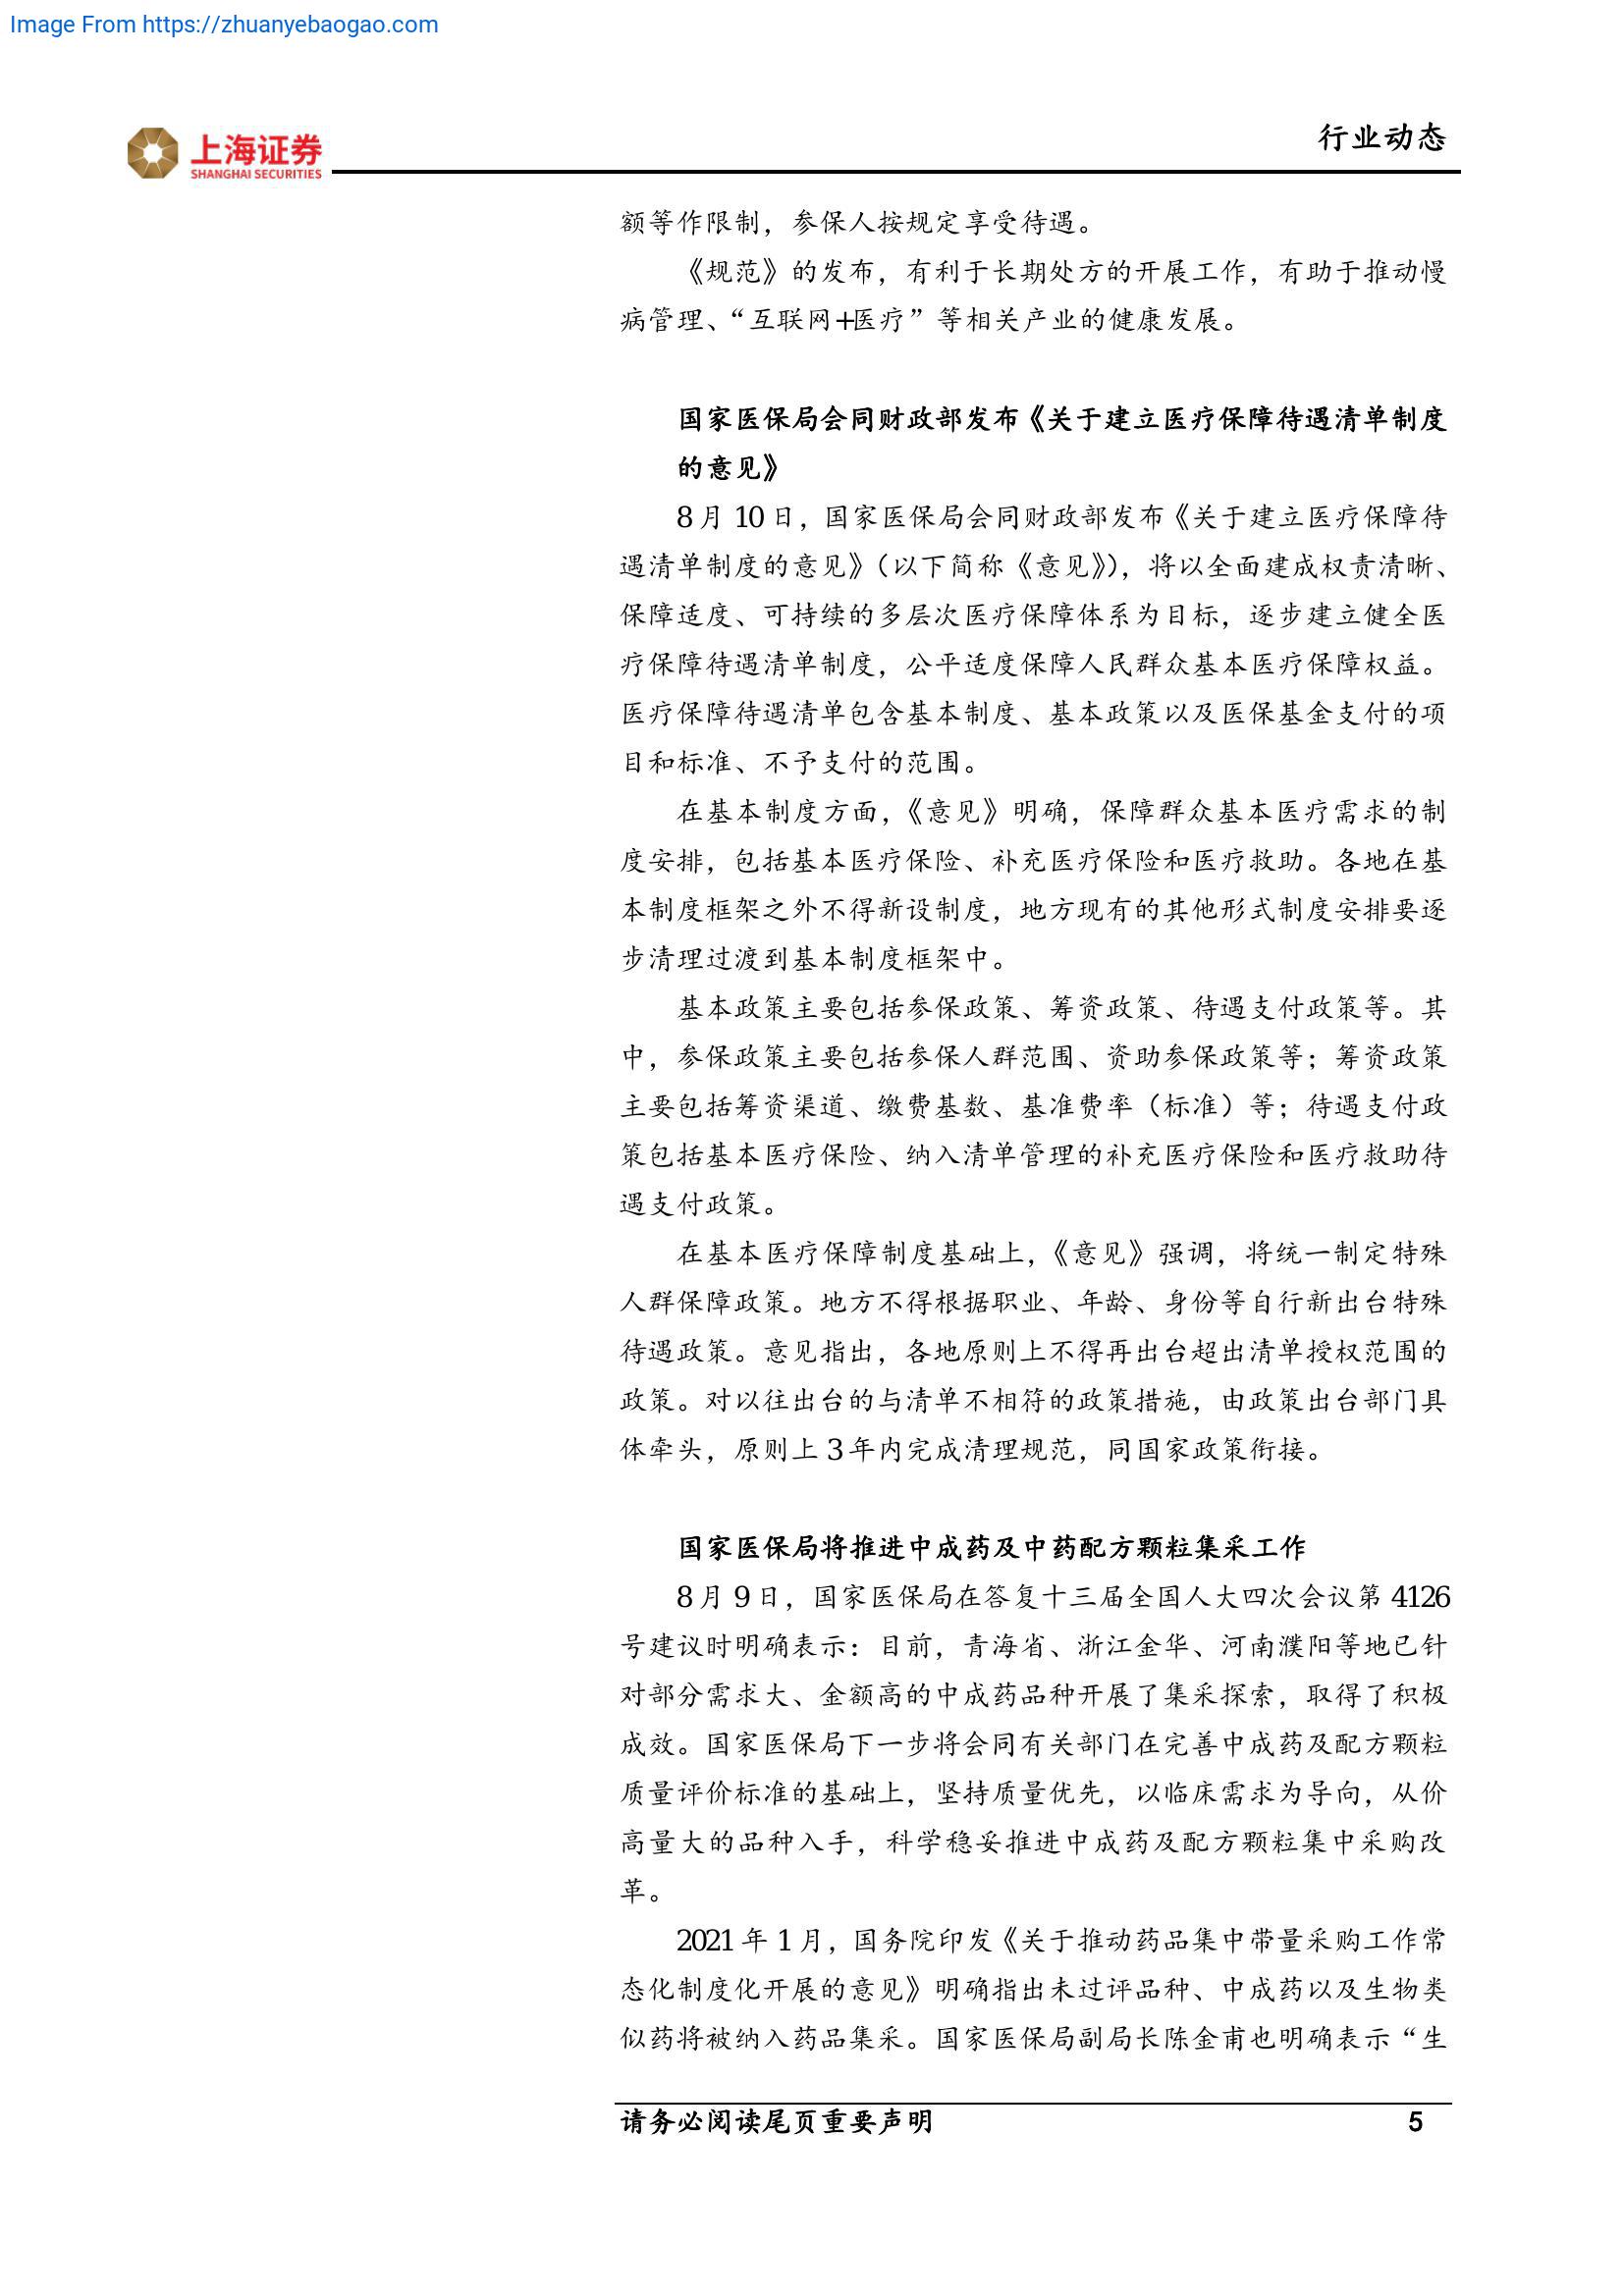 Image From https://zhuanyebaogao.com
上海证券
SHANGHAI SECURITIES
行业动态
额等作限制，参保人按规定享受待遇。
《规范》的发布，有利于长期处方的开展工作，有助于推动慢
病管理、“互联网+医疗”等相关产业的健康发展。
国家医保局会同财政部发布《关于建立医疗保障待遇清单制度
的意见》
8 月 10 日，国家医保局会同财政部发布《关于建立医疗保障待
遇清单制度的意见》（以下简称《意见》），将以全面建成权责清晰、
保障适度、可持续的多层次医疗保障体系为目标，逐步建立健全医
疗保障待遇清单制度，公平适度保障人民群众基本医疗保障权益。
医疗保障待遇清单包含基本制度、基本政策以及医保基金支付的项
目和标准、不予支付的范围。
在基本制度方面，《意见》明确，保障群众基本医疗需求的制
度安排，包括基本医疗保险、补充医疗保险和医疗救助。各地在基
本制度框架之外不得新设制度，地方现有的其他形式制度安排要逐
步清理过渡到基本制度框架中。
基本政策主要包括参保政策、筹资政策、待遇支付政策等。其
中，参保政策主要包括参保人群范围、资助参保政策等；筹资政策
主要包括筹资渠道、缴费基数、基准费率（标准）等；待遇支付政
策包括基本医疗保险、纳入清单管理的补充医疗保险和医疗救助待
遇支付政策。
在基本医疗保障制度基础上，《意见》强调，将统一制定特殊
人群保障政策。地方不得根据职业、年龄、身份等自行新出台特殊
待遇政策。意见指出，各地原则上不得再出台超出清单授权范围的
政策。对以往出台的与清单不相符的政策措施，由政策出台部门具
体牵头，原则上 3 年内完成清理规范，同国家政策衔接。
国家医保局将推进中成药及中药配方颗粒集采工作
8 月 9 日，国家医保局在答复十三届全国人大四次会议第 4126
号建议时明确表示：目前，青海省、浙江金华、河南濮阳等地已针
对部分需求大、金额高的中成药品种开展了集采探索，取得了积极
成效。国家医保局下一步将会同有关部门在完善中成药及配方颗粒
质量评价标准的基础上，坚持质量优先，以临床需求为导向，从价
高量大的品种入手，科学稳妥推进中成药及配方颗粒集中采购改
革。
2021 年 1 月，国务院印发《关于推动药品集中带量采购工作常
态化制度化开展的意见》明确指出未过评品种、中成药以及生物类
似药将被纳入药品集采。国家医保局副局长陈金甫也明确表示“生
请务必阅读尾页重要声明 5